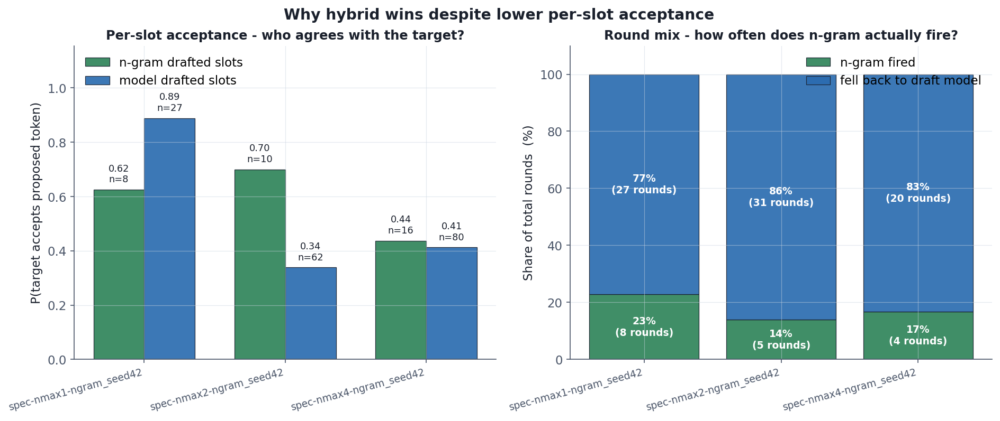 Why hybrid wins despite lower per-slot acceptance
Per-slot acceptance - who agrees with the target?
n-gram drafted slots
model drafted slots
P(target accepts proposed token)
1.0
0.8
0.6
0.4
0.2
0.0
0.62
n=8
0.89
n=27
0.70
n=10
0.34
n=62
0.44
n=16
0.41
n=80
spec-nmax1-ngram_seed42
spec-nmax2-ngram_seed42
spec-nmax4-ngram_seed42
Round mix - how often does n-gram actually fire?
n-gram fired
fell back to draft model
Share of total rounds (%)
100
80
60
40
20
0
77%
(27 rounds)
86%
(31 rounds)
83%
(20 rounds)
23%
(8 rounds)
14%
(5 rounds)
17%
(4 rounds)
spec-nmax1-ngram_seed42
spec-nmax2-ngram_seed42
spec-nmax4-ngram_seed42